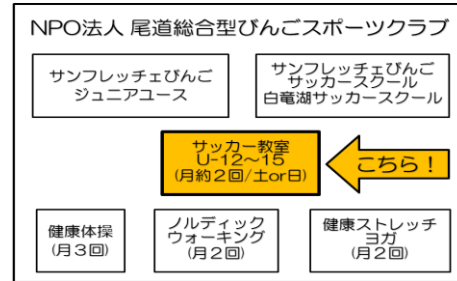 NPO法人 尾道総合型びんごスポーツクラブ
サンフレッチェびんご
ジュニアユース
サンフレッチェびんご
サッカースクール
白竜湖サッカースクール
サッカー教室
U-12～15
(月約2回/土or日)
こちら！
健康体操
(月3回)
ノルディック
ウォーキング
(月2回)
健康ストレッチ
ヨガ
(月2回)